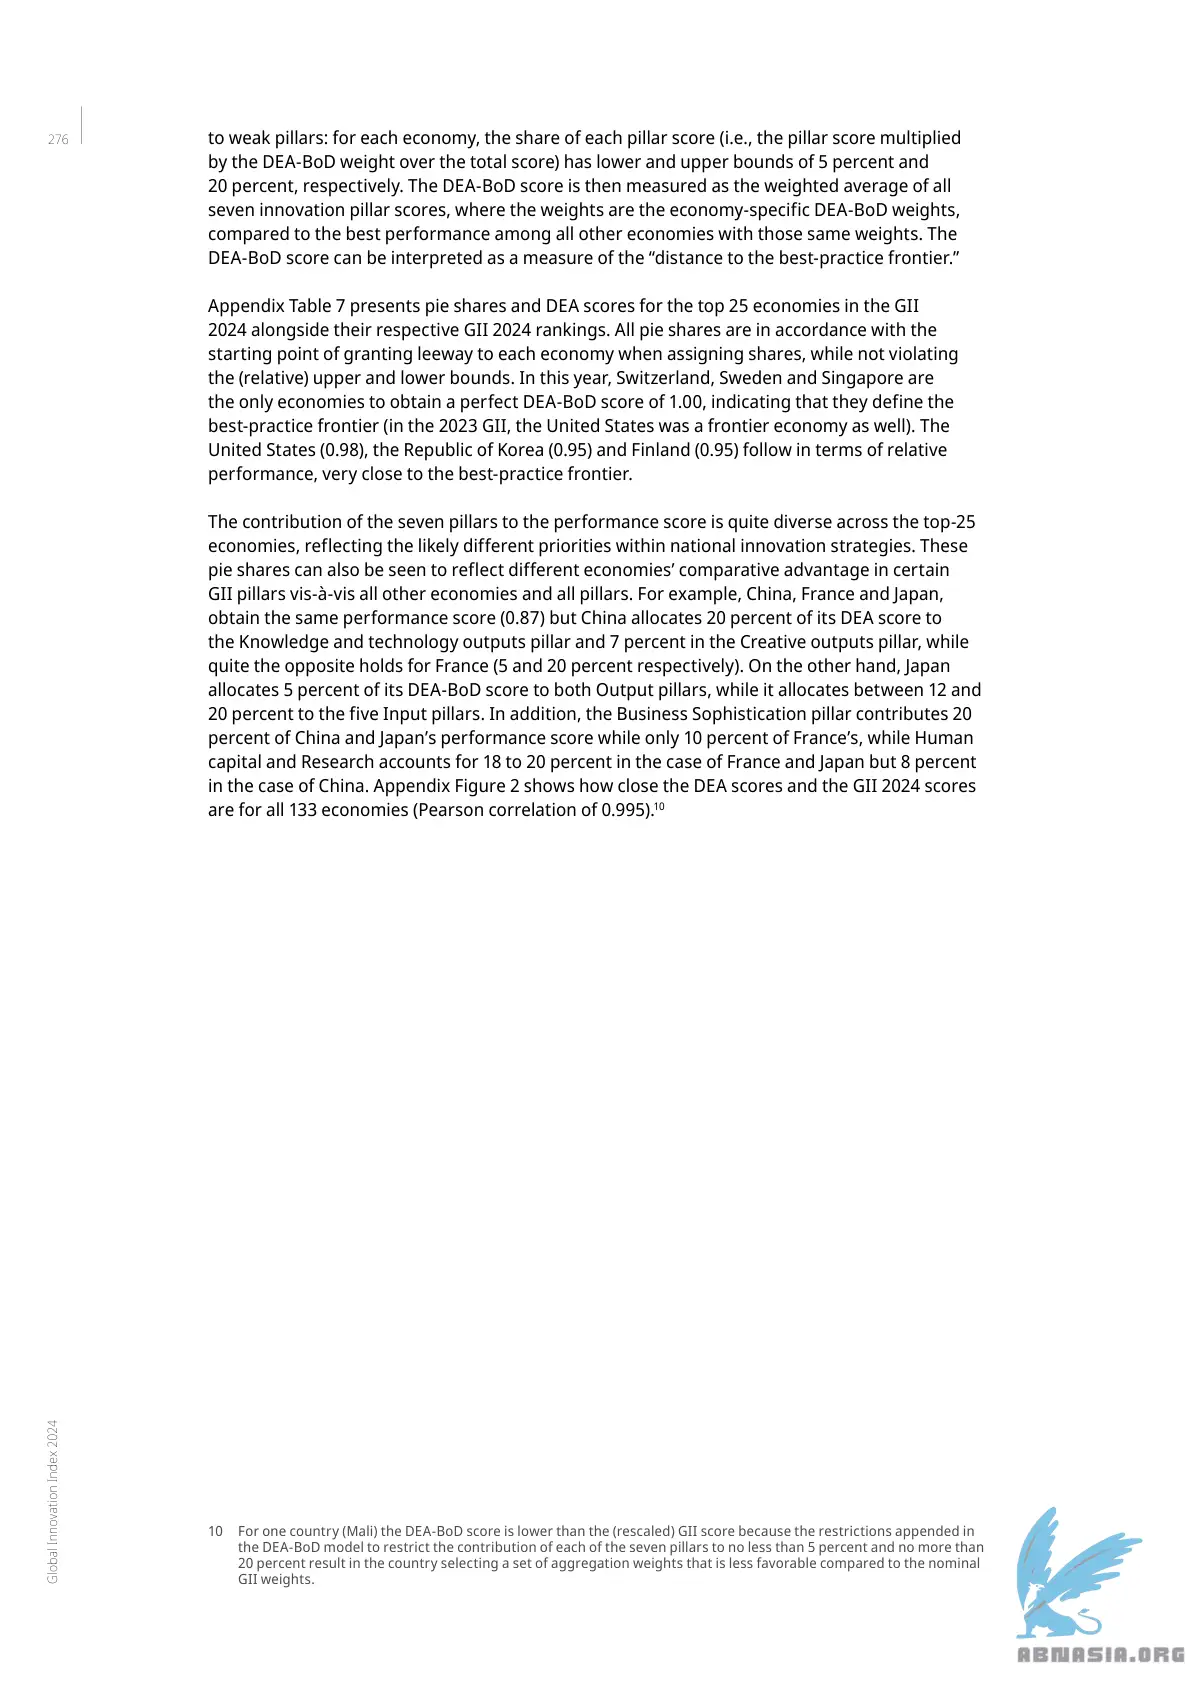 276
to weak pillars: for each economy, the share of each pillar score (i.e., the pillar score multiplied
by the DEA-BoD weight over the total score) has lower and upper bounds of 5 percent and
20 percent, respectively. The DEA-BoD score is then measured as the weighted average of all
seven innovation pillar scores, where the weights are the economy-specific DEA-BoD weights,
compared to the best performance among all other economies with those same weights. The
DEA-BoD score can be interpreted as a measure of the “distance to the best-practice frontier.”
Appendix Table 7 presents pie shares and DEA scores for the top 25 economies in the GII
2024 alongside their respective GII 2024 rankings. All pie shares are in accordance with the
starting point of granting leeway to each economy when assigning shares, while not violating
the (relative) upper and lower bounds. In this year, Switzerland, Sweden and Singapore are
the only economies to obtain a perfect DEA-BoD score of 1.00, indicating that they define the
best-practice frontier (in the 2023 GII, the United States was a frontier economy as well). The
United States (0.98), the Republic of Korea (0.95) and Finland (0.95) follow in terms of relative
performance, very close to the best-practice frontier.
The contribution of the seven pillars to the performance score is quite diverse across the top-25
economies, reflecting the likely different priorities within national innovation strategies. These
pie shares can also be seen to reflect different economies’ comparative advantage in certain
GII pillars vis-à-vis all other economies and all pillars. For example, China, France and Japan,
obtain the same performance score (0.87) but China allocates 20 percent of its DEA score to
the Knowledge and technology outputs pillar and 7 percent in the Creative outputs pillar, while
quite the opposite holds for France (5 and 20 percent respectively). On the other hand, Japan
allocates 5 percent of its DEA-BoD score to both Output pillars, while it allocates between 12 and
20 percent to the five Input pillars. In addition, the Business Sophistication pillar contributes 20
percent of China and Japan’s performance score while only 10 percent of France’s, while Human
capital and Research accounts for 18 to 20 percent in the case of France and Japan but 8 percent
in the case of China. Appendix Figure 2 shows how close the DEA scores and the GII 2024 scores
are for all 133 economies (Pearson correlation of 0.995).10
Global Innovation Index 2024
10 For one country (Mali) the DEA-BoD score is lower than the (rescaled) GII score because the restrictions appended in
the DEA-BoD model to restrict the contribution of each of the seven pillars to no less than 5 percent and no more than
20 percent result in the country selecting a set of aggregation weights that is less favorable compared to the nominal
GII weights.
ABNASIA.ORG